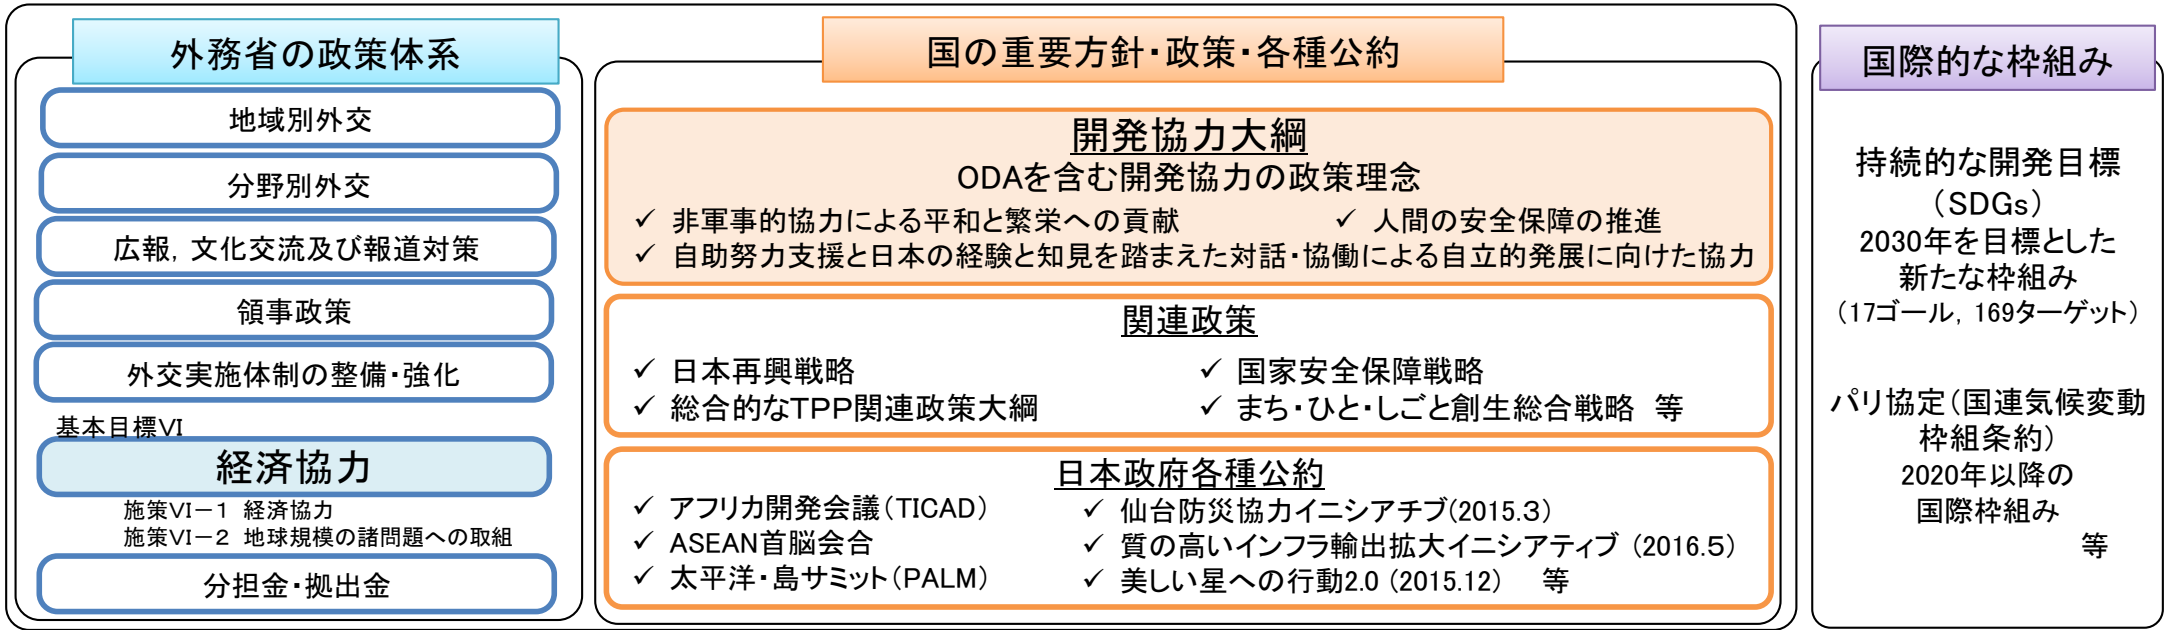 外務省の政策体系
地域別外交
分野別外交
広報，文化交流及び報道対策
領事政策
外交実施体制の整備・強化
基本目標Ⅵ
経済協力
施策Ⅵ－１ 経済協力
施策Ⅵ－２ 地球規模の諸問題への取組
分担金・拠出金
国の重要方針・政策・各種公約
開発協力大綱
ODAを含む開発協力の政策理念
✓ 非軍事的協力による平和と繁栄への貢献 ✓ 人間の安全保障の推進
✓ 自助努力支援と日本の経験と知見を踏まえた対話・協働による自立的発展に向けた協力
関連政策
✓ 日本再興戦略 ✓ 国家安全保障戦略
✓ 総合的なTPP関連政策大綱 ✓ まち・ひと・しごと創生総合戦略 等
日本政府各種公約
✓ アフリカ開発会議（TICAD） ✓ 仙台防災協力イニシアチブ(2015.３)
✓ ASEAN首脳会合 ✓ 質の高いインフラ輸出拡大イニシアティブ (2016.５)
✓ 太平洋・島サミット（PALM） ✓ 美しい星への行動2.0 (2015.12) 等
国際的な枠組み
持続的な開発目標
（SDGs）
2030年を目標とした
新たな枠組み
（17ゴール，169ターゲット）
パリ協定（国連気候変動
枠組条約）
2020年以降の
国際枠組み
等